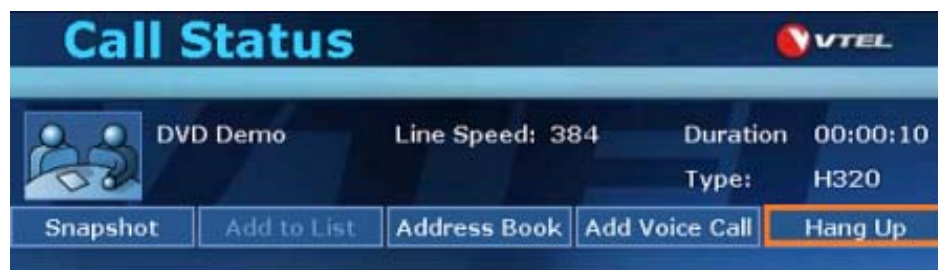 Call Status
VTEL
DVD Demo Line Speed: 384 Duration 00:00:10
Type: H320
Snapshot Add to List Address Book Add Voice Call Hang Up